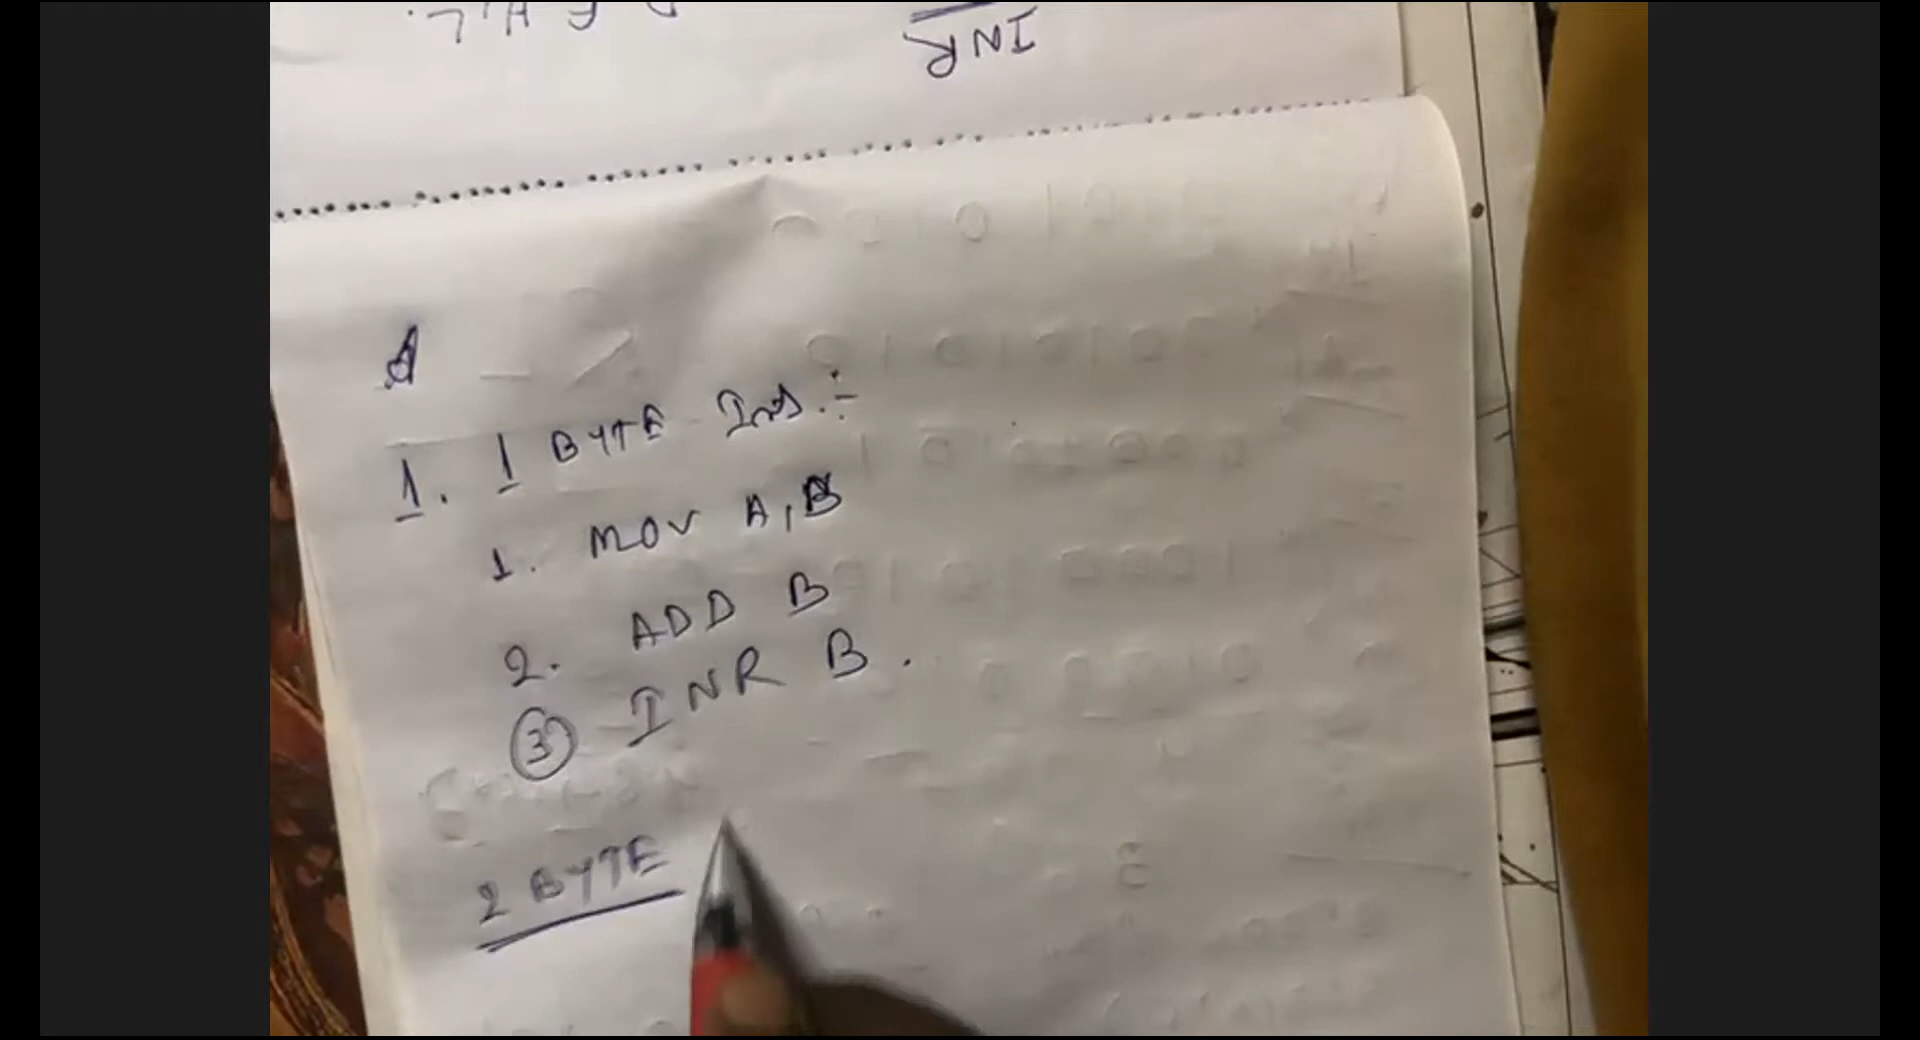 INR
1. 1 BYTE Ins.:-
1. MOV A,B
2. ADD B
3 INR B.
2 BYTE